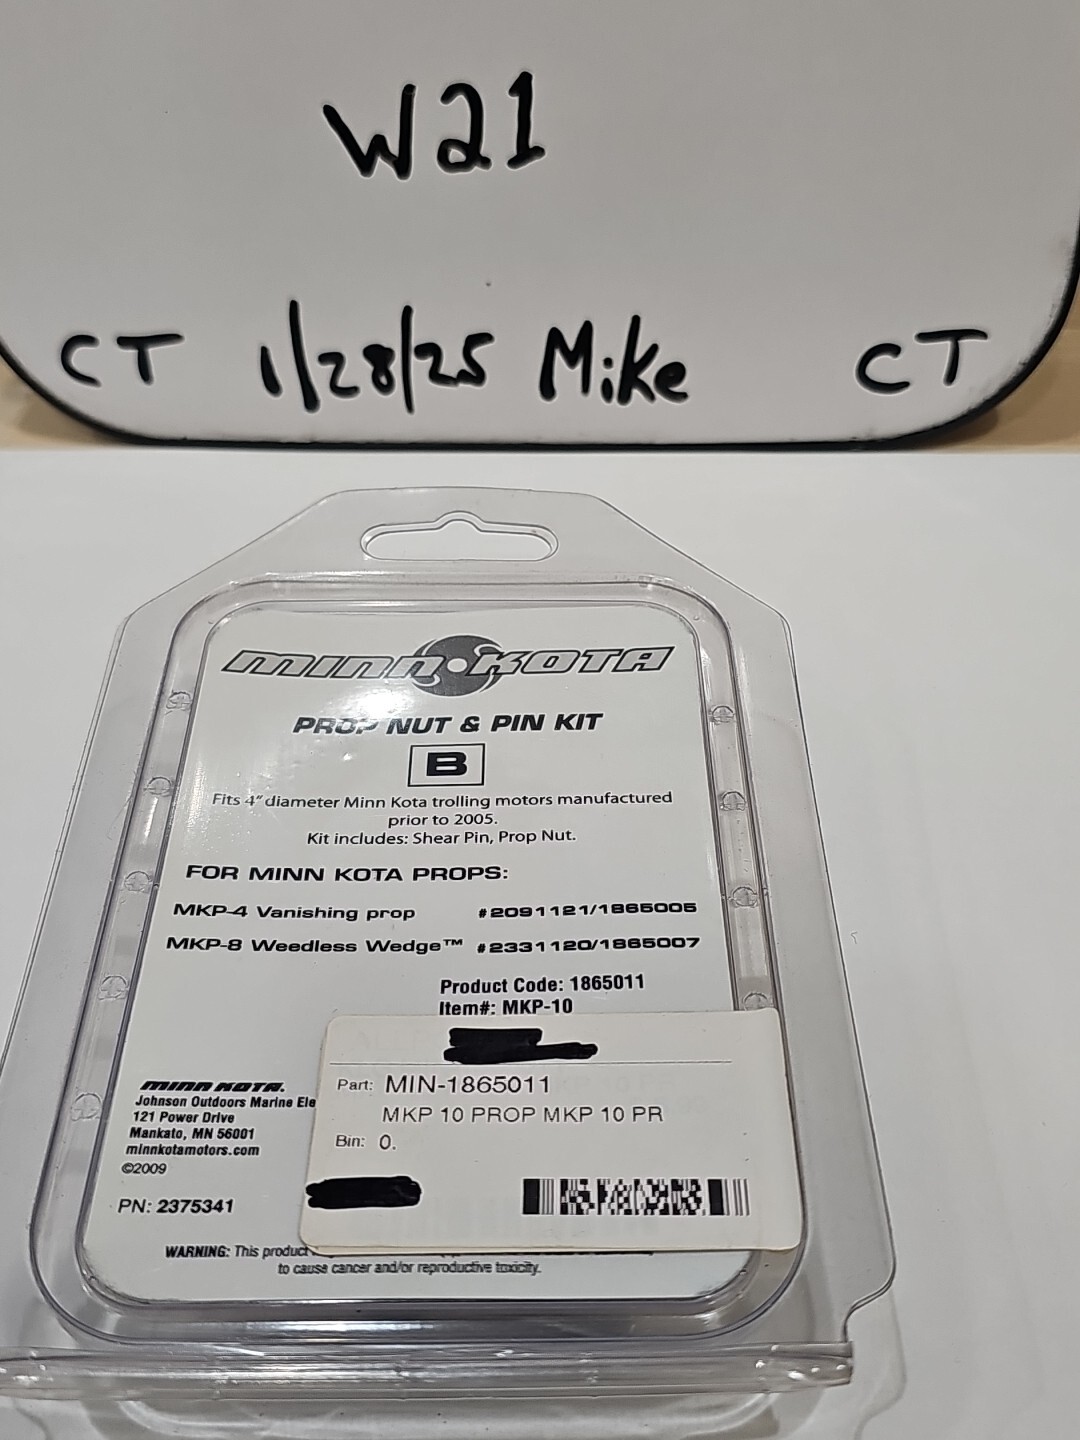 W21
CT 1/28/25 Mike CT
MINN KOTA
PROP NUT & PIN KIT
B
Fits 4" diameter Minn Kota trolling motors manufactured
prior to 2005.
Kit includes: Shear Pin, Prop Nut.
FOR MINN KOTA PROPS:
MKP-4 Vanishing prop #2091121/1865005
MKP-8 Weedless Wedge™ #2331120/1865007
Product Code: 1865011
Item#: MKP-10
Part: MIN-1865011
MKP 10 PROP MKP 10 PR
Bin: 0.
MINN KOTA.
Johnson Outdoors Marine Ele
121 Power Drive
Mankato, MN 56001
minnkotamotors.com
©2009
PN: 2375341
WARNING: This product
to cause cancer and/or reproductive toxicity.